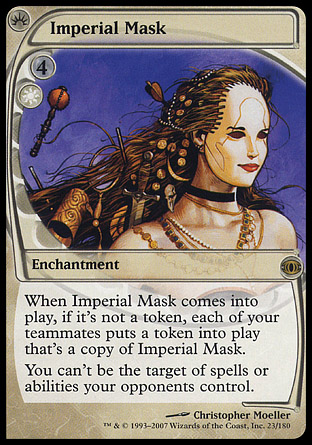 Imperial Mask
4
Enchantment
When Imperial Mask comes into
play, if it's not a token, each of your
teammates puts a token into play
that's a copy of Imperial Mask.
You can't be the target of spells or
abilities your opponents control.
Christopher Moeller
™ & © 1993–2007 Wizards of the Coast, Inc. 23/180